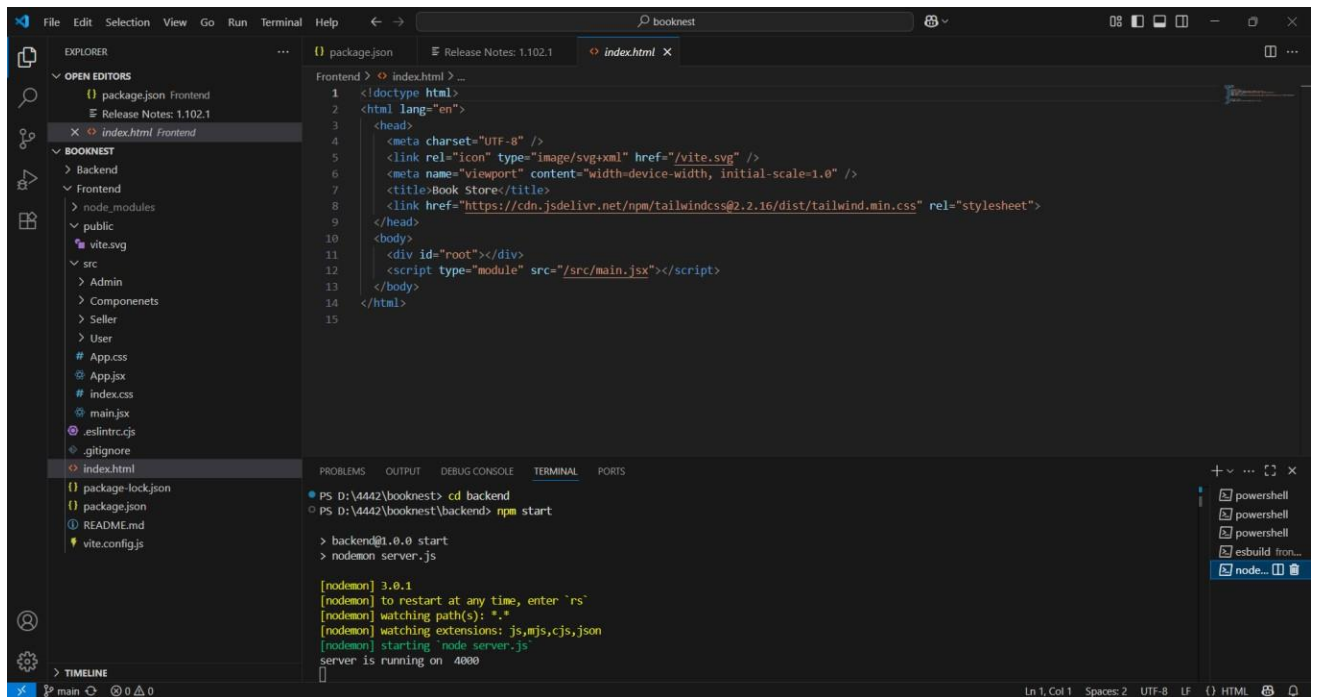 File Edit Selection View Go Run Terminal Help
booknest
EXPLORER
OPEN EDITORS
{} package.json Frontend
Release Notes: 1.102.1
index.html Frontend
BOOKNEST
Backend
Frontend
node_modules
public
vite.svg
src
Admin
Componenets
Seller
User
# App.css
App.jsx
# index.css
main.jsx
.eslintrc.cjs
.gitignore
index.html
{} package-lock.json
{} package.json
README.md
vite.config.js
TIMELINE
{} package.json Release Notes: 1.102.1 index.html
Frontend > index.html > ...
1 <!doctype html>
2 <html lang="en">
3 <head>
4 <meta charset="UTF-8" />
5 <link rel="icon" type="image/svg+xml" href="/vite.svg" />
6 <meta name="viewport" content="width=device-width, initial-scale=1.0" />
7 <title>Book Store</title>
8 <link href="https://cdn.jsdelivr.net/npm/tailwindcss@2.2.16/dist/tailwind.min.css" rel="stylesheet">
9 </head>
10 <body>
11 <div id="root"></div>
12 <script type="module" src="/src/main.jsx"></script>
13 </body>
14 </html>
15
PROBLEMS OUTPUT DEBUG CONSOLE TERMINAL PORTS
PS D:\4442\booknest> cd backend
PS D:\4442\booknest\backend> npm start
> backend@1.0.0 start
> nodemon server.js
[nodemon] 3.0.1
[nodemon] to restart at any time, enter `rs`
[nodemon] watching path(s): *.*
[nodemon] watching extensions: js,mjs,cjs,json
[nodemon] starting `node server.js`
server is running on 4000
powershell
powershell
powershell
esbuild fron...
node...
main 0 0
Ln 1, Col 1 Spaces: 2 UTF-8 LF {} HTML